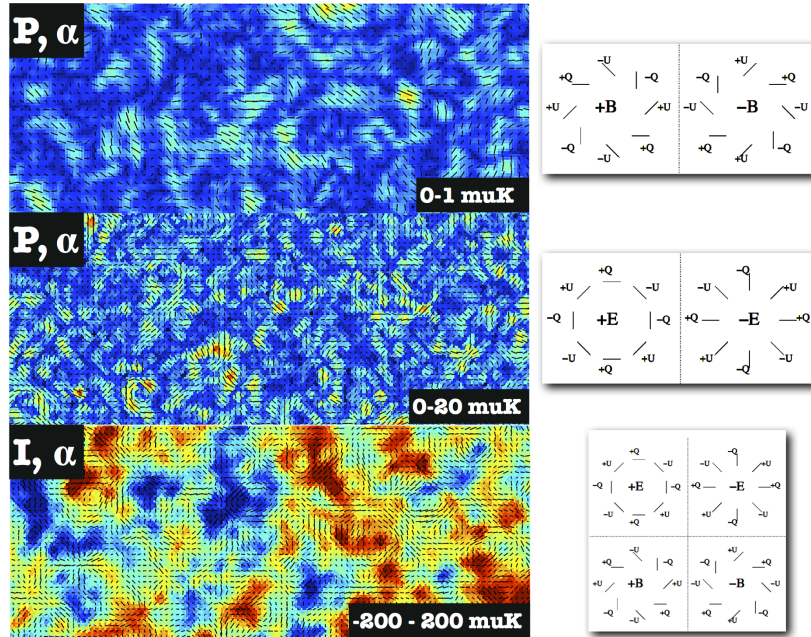 P, α
0-1 muK
−U −U
+Q −Q −Q +Q
+U +B +U −U −B −U
−Q +Q +Q −Q
−U +U
P, α
0-20 muK
+Q −Q
+U −U −U +U
−Q +E −Q +Q −E +Q
−U +U +U −U
+Q −Q
I, α
-200 - 200 muK
+Q −Q
+U −U −U +U
−Q +E −Q +Q −E +Q
−U +U +U −U
+Q −Q
−U +U
+Q −Q −Q +Q
+U +B +U −U −B −U
−Q +Q +Q −Q
−U +U